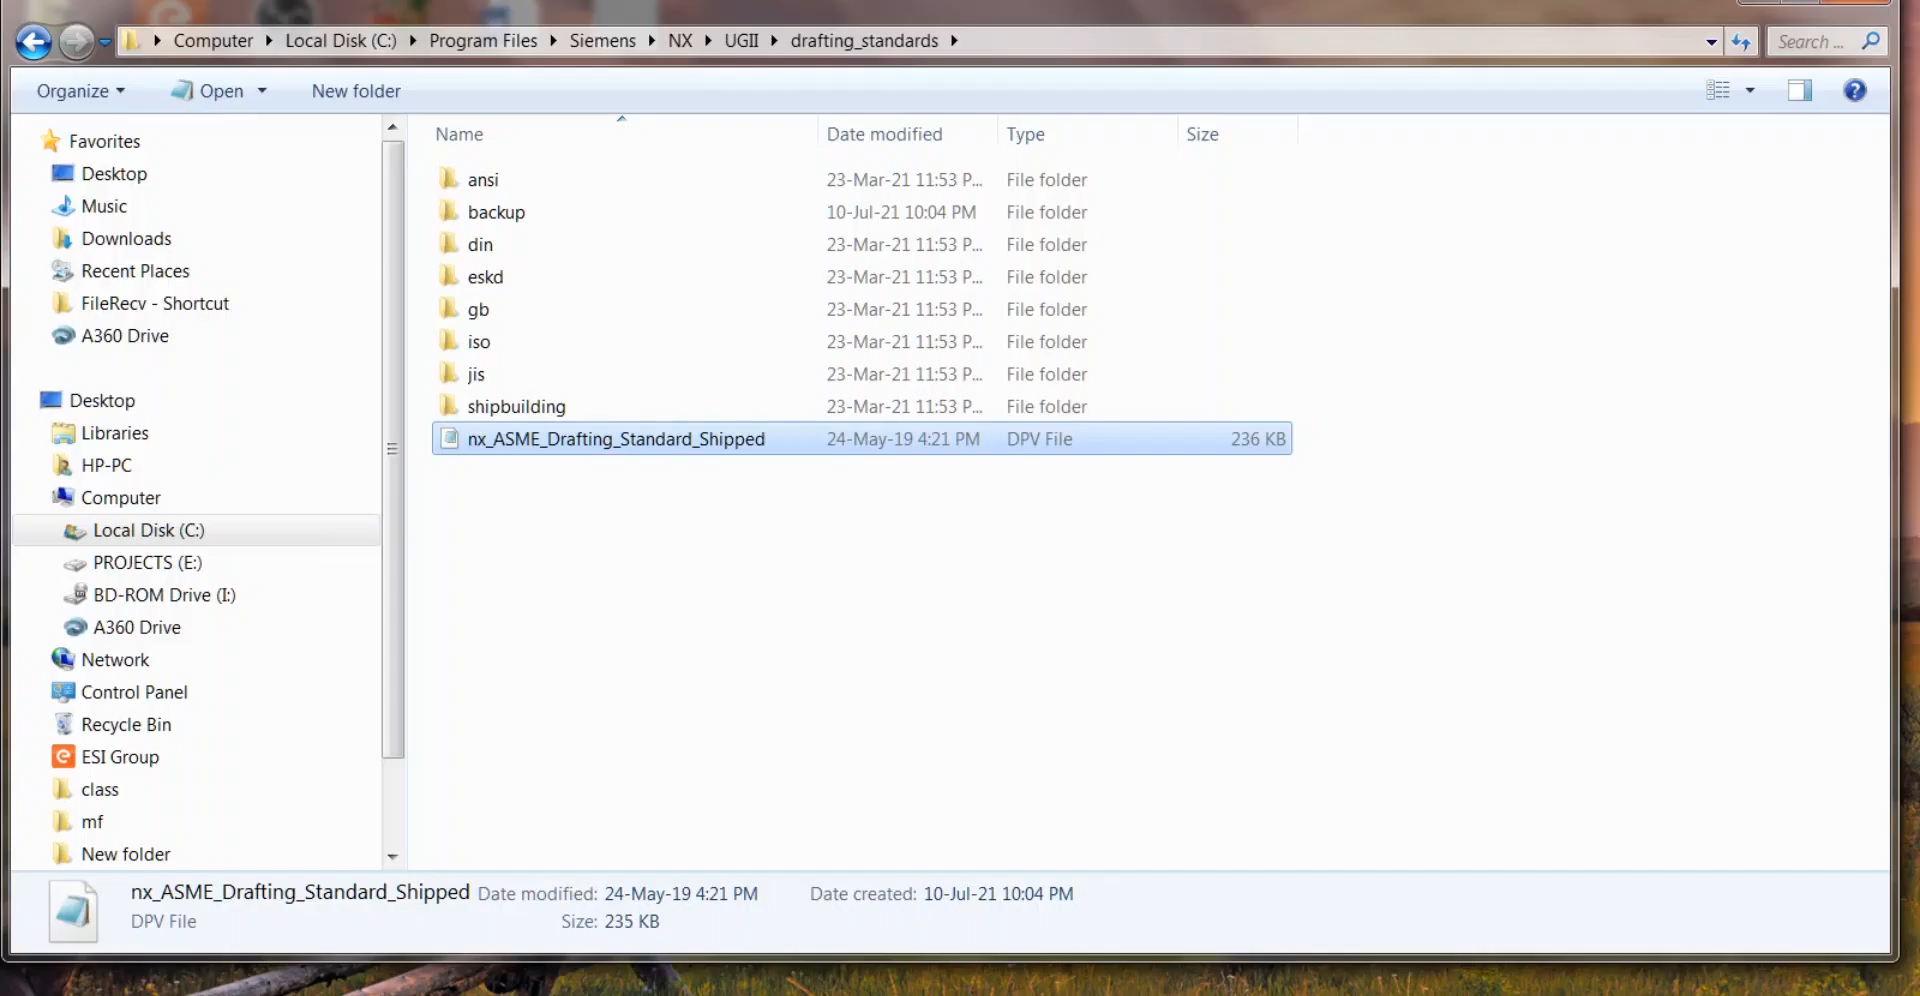 Computer Local Disk (C:) Program Files Siemens NX UGII drafting_standards Search ...
Organize Open New folder
Name Date modified Type Size
Favorites
Desktop
Music
Downloads
Recent Places
FileRecv - Shortcut
A360 Drive
Desktop
Libraries
HP-PC
Computer
Local Disk (C:)
PROJECTS (E:)
BD-ROM Drive (I:)
A360 Drive
Network
Control Panel
Recycle Bin
ESI Group
class
mf
New folder
ansi 23-Mar-21 11:53 P... File folder
backup 10-Jul-21 10:04 PM File folder
din 23-Mar-21 11:53 P... File folder
eskd 23-Mar-21 11:53 P... File folder
gb 23-Mar-21 11:53 P... File folder
iso 23-Mar-21 11:53 P... File folder
jis 23-Mar-21 11:53 P... File folder
shipbuilding 23-Mar-21 11:53 P... File folder
nx_ASME_Drafting_Standard_Shipped 24-May-19 4:21 PM DPV File 236 KB
nx_ASME_Drafting_Standard_Shipped Date modified: 24-May-19 4:21 PM Date created: 10-Jul-21 10:04 PM
DPV File Size: 235 KB